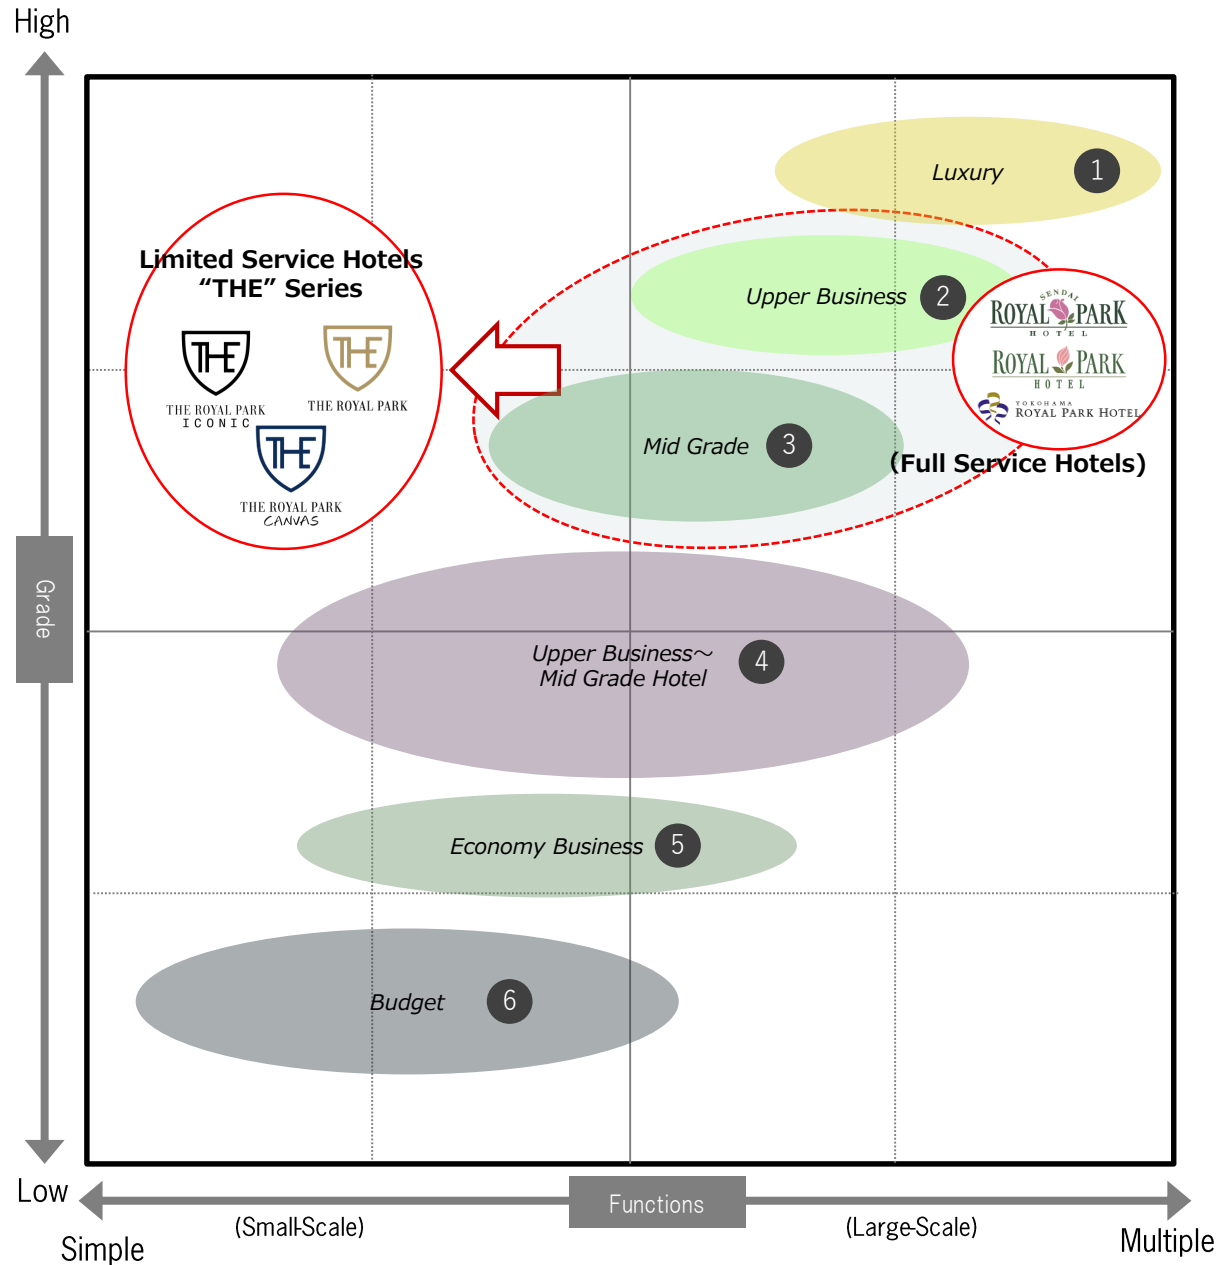 High
Luxury
1
Limited Service Hotels
“THE” Series
THE
THE ROYAL PARK
ICONIC
THE
THE ROYAL PARK
THE
THE ROYAL PARK
CANVAS
Upper Business
2
SENDAI
ROYAL PARK
HOTEL
ROYAL PARK
HOTEL
YOKOHAMA
ROYAL PARK HOTEL
(Full Service Hotels)
Mid Grade
3
Grade
Upper Business～
Mid Grade Hotel
4
Economy Business
5
Budget
6
Low
Functions
(Small-Scale)
(Large-Scale)
Simple
Multiple